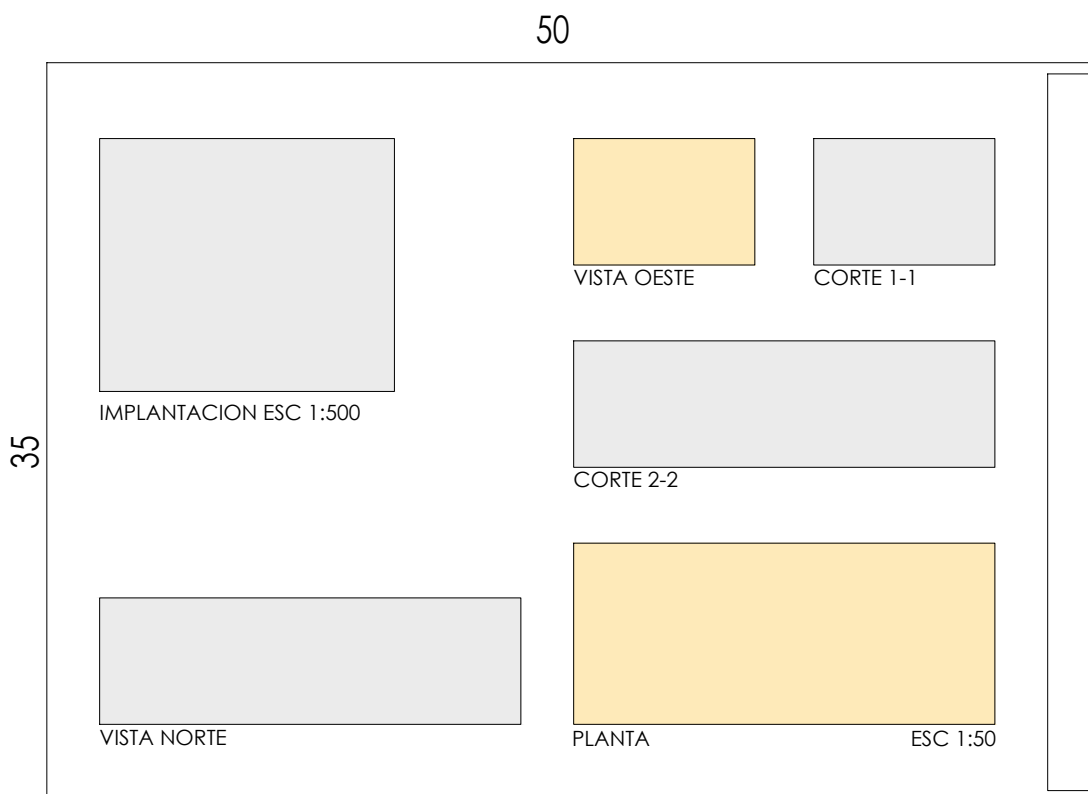 50
35
VISTA OESTE
CORTE 1-1
IMPLANTACION ESC 1:500
CORTE 2-2
VISTA NORTE
PLANTA
ESC 1:50